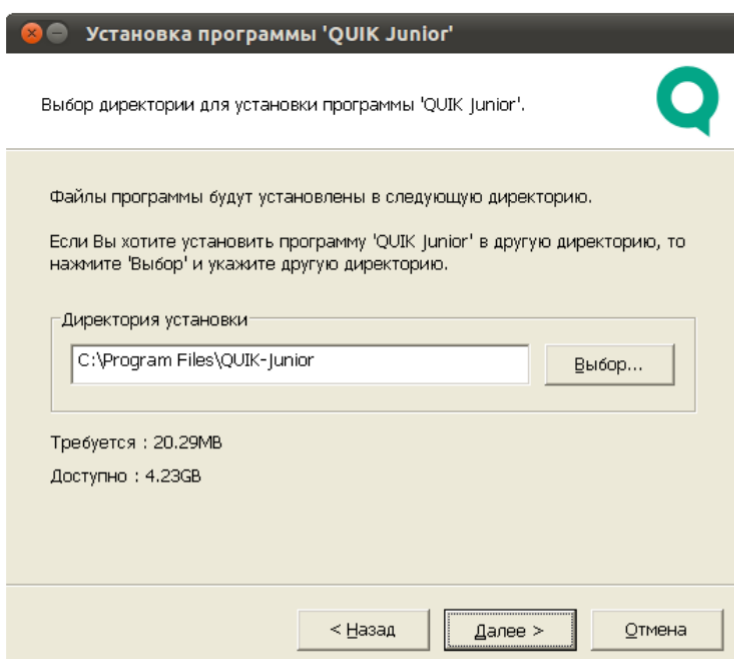 Установка программы 'QUIK Junior'
Выбор директории для установки программы 'QUIK Junior'.
Файлы программы будут установлены в следующую директорию.
Если Вы хотите установить программу 'QUIK Junior' в другую директорию, то
нажмите 'Выбор' и укажите другую директорию.
Директория установки
C:\Program Files\QUIK-Junior
Выбор...
Требуется : 20.29MB
Доступно : 4.23GB
< Назад
Далее >
Отмена